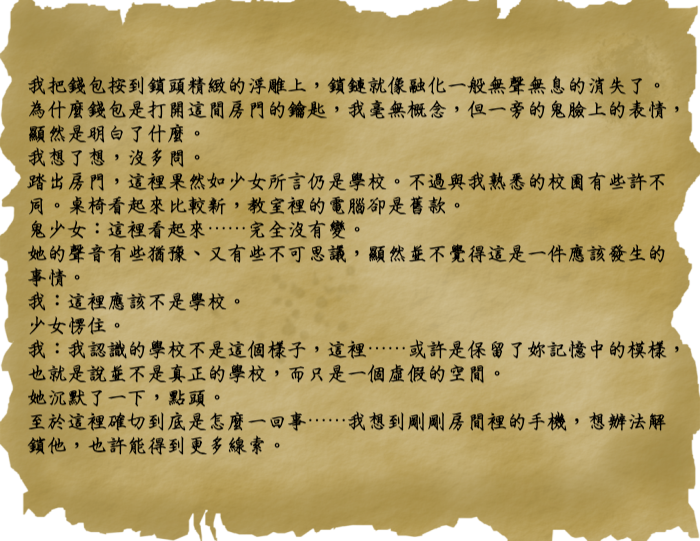 我把錢包按到鎖頭精緻的浮雕上，鎖鏈就像融化一般無聲無息的消失了。
為什麼錢包是打開這間房門的鑰匙，我毫無概念，但一旁的鬼臉上的表情，
顯然是明白了什麼。
我想了想，沒多問。
踏出房門，這裡果然如少女所言仍是學校。不過與我熟悉的校園有些許不
同。桌椅看起來比較新，教室裡的電腦卻是舊款。
鬼少女：這裡看起來……完全沒有變。
她的聲音有些猶豫、又有些不可思議，顯然並不覺得這是一件應該發生的
事情。
我：這裡應該不是學校。
少女愣住。
我：我認識的學校不是這個樣子，這裡……或許是保留了妳記憶中的模樣，
也就是說並不是真正的學校，而只是一個虛假的空間。
她沉默了一下，點頭。
至於這裡確切到底是怎麼一回事……我想到剛剛房間裡的手機，想辦法解
鎖他，也許能得到更多線索。